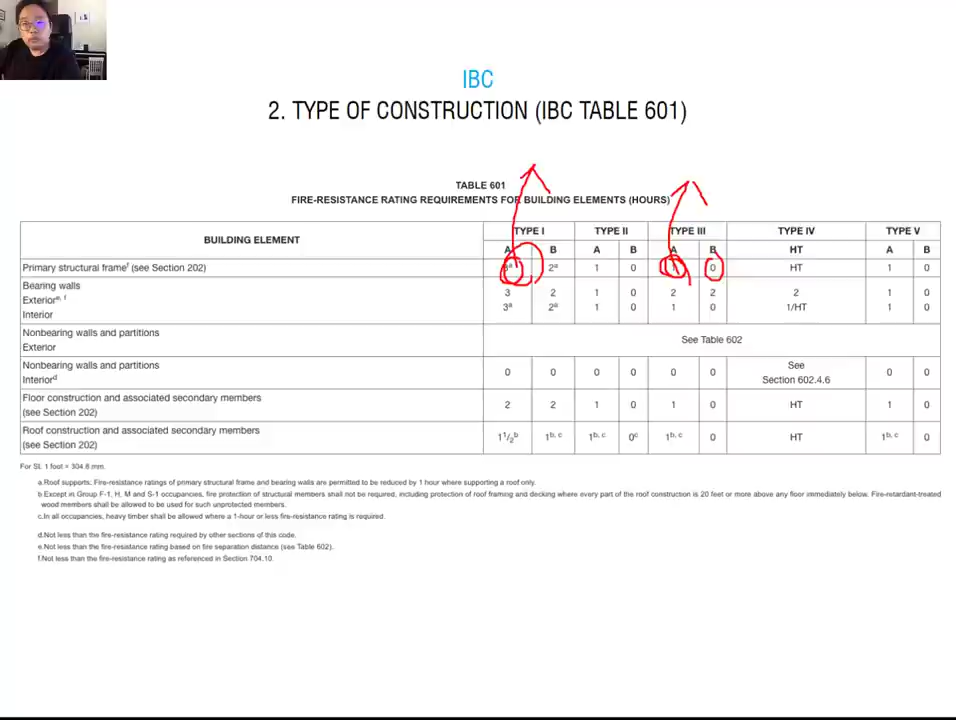 IBC
2. TYPE OF CONSTRUCTION (IBC TABLE 601)
TABLE 601
FIRE-RESISTANCE RATING REQUIREMENTS FOR BUILDING ELEMENTS (HOURS)
BUILDING ELEMENT TYPE I TYPE II TYPE III TYPE IV TYPE V
A B A B A B HT A B
Primary structural frame^f (see Section 202) 3^a 2^a 1 0 1 0 HT 1 0
Bearing walls
Exterior^e, f 3 2 1 0 2 2 2 1 0
Interior 3^a 2^a 1 0 1 0 1/HT 1 0
Nonbearing walls and partitions
Exterior See Table 602
Nonbearing walls and partitions
Interior^d 0 0 0 0 0 0 See Section 602.4.6 0 0
Floor construction and associated secondary members
(see Section 202) 2 2 1 0 1 0 HT 1 0
Roof construction and associated secondary members
(see Section 202) 1 1/2^b 1^b, c 1^b, c 0^c 1^b, c 0 HT 1^b, c 0
For SI: 1 foot = 304.8 mm.
a.Roof supports: Fire-resistance ratings of primary structural frame and bearing walls are permitted to be reduced by 1 hour where supporting a roof only.
b.Except in Group F-1, H, M and S-1 occupancies, fire protection of structural members shall not be required, including protection of roof framing and decking where every part of the roof construction is 20 feet or more above any floor immediately below. Fire-retardant-treated
wood members shall be allowed to be used for such unprotected members.
c.In all occupancies, heavy timber shall be allowed where a 1-hour or less fire-resistance rating is required.
d.Not less than the fire-resistance rating required by other sections of this code.
e.Not less than the fire-resistance rating based on fire separation distance (see Table 602).
f.Not less than the fire-resistance rating as referenced in Section 704.10.